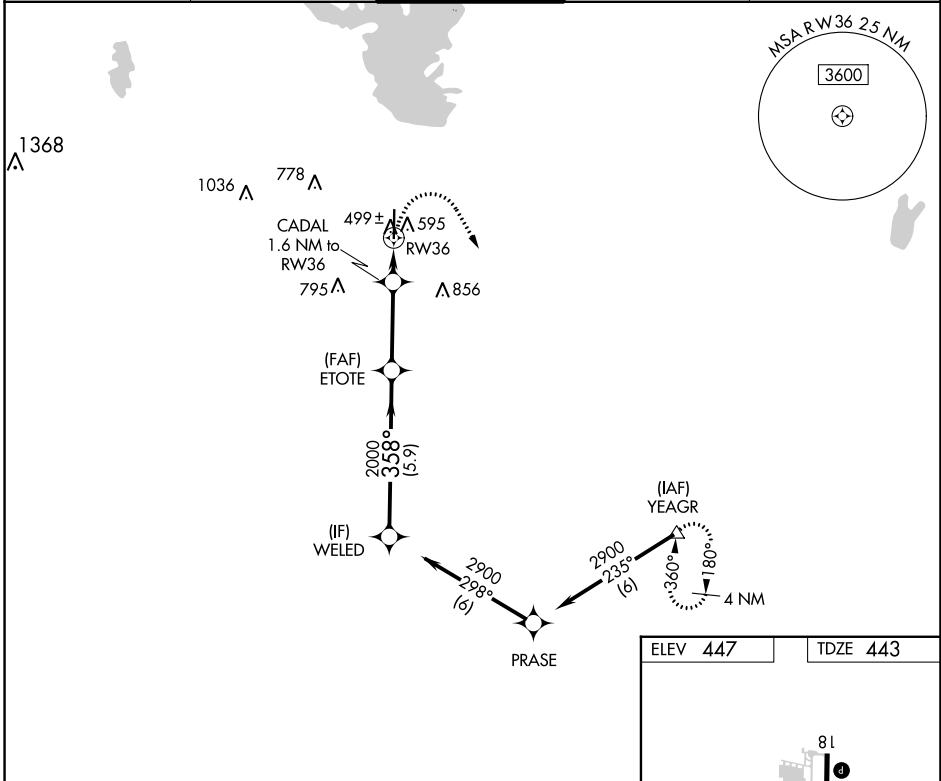 MSA RW36 25 NM
3600
1368
1036
778
499±
595
CADAL
1.6 NM to
RW36
RW36
795
856
(FAF)
ETOTE
2000
358°
(5.9)
(IF)
WELED
(IAF)
YEAGR
2900
235°
(6)
360°
180°
4 NM
2900
298°
(6)
PRASE
ELEV 447
TDZE 443
18
P